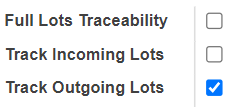 Full Lots Traceability
Track Incoming Lots
Track Outgoing Lots